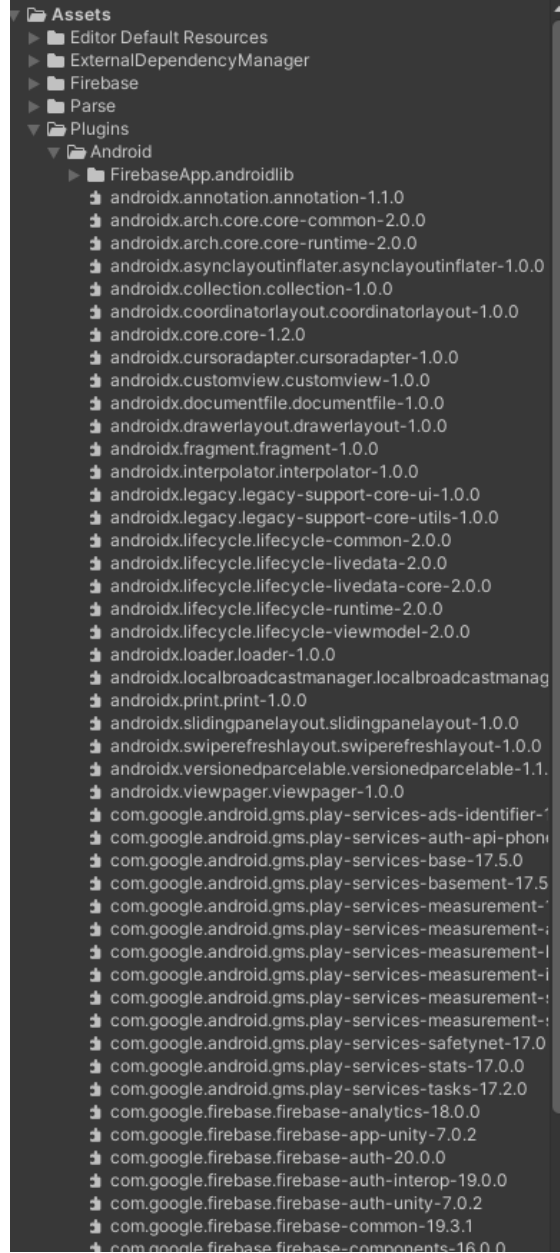 Assets
Editor Default Resources
ExternalDependencyManager
Firebase
Parse
Plugins
Android
FirebaseApp.androidlib
androidx.annotation.annotation-1.1.0
androidx.arch.core.core-common-2.0.0
androidx.arch.core.core-runtime-2.0.0
androidx.asynclayoutinflater.asynclayoutinflater-1.0.0
androidx.collection.collection-1.0.0
androidx.coordinatorlayout.coordinatorlayout-1.0.0
androidx.core.core-1.2.0
androidx.cursoradapter.cursoradapter-1.0.0
androidx.customview.customview-1.0.0
androidx.documentfile.documentfile-1.0.0
androidx.drawerlayout.drawerlayout-1.0.0
androidx.fragment.fragment-1.0.0
androidx.interpolator.interpolator-1.0.0
androidx.legacy.legacy-support-core-ui-1.0.0
androidx.legacy.legacy-support-core-utils-1.0.0
androidx.lifecycle.lifecycle-common-2.0.0
androidx.lifecycle.lifecycle-livedata-2.0.0
androidx.lifecycle.lifecycle-livedata-core-2.0.0
androidx.lifecycle.lifecycle-runtime-2.0.0
androidx.lifecycle.lifecycle-viewmodel-2.0.0
androidx.loader.loader-1.0.0
androidx.localbroadcastmanager.localbroadcastmanag
androidx.print.print-1.0.0
androidx.slidingpanelayout.slidingpanelayout-1.0.0
androidx.swiperefreshlayout.swiperefreshlayout-1.0.0
androidx.versionedparcelable.versionedparcelable-1.1.
androidx.viewpager.viewpager-1.0.0
com.google.android.gms.play-services-ads-identifier-
com.google.android.gms.play-services-auth-api-phon
com.google.android.gms.play-services-base-17.5.0
com.google.android.gms.play-services-basement-17.5
com.google.android.gms.play-services-measurement-
com.google.android.gms.play-services-measurement-
com.google.android.gms.play-services-measurement-
com.google.android.gms.play-services-measurement-i
com.google.android.gms.play-services-measurement-
com.google.android.gms.play-services-measurement-
com.google.android.gms.play-services-safetynet-17.0
com.google.android.gms.play-services-stats-17.0.0
com.google.android.gms.play-services-tasks-17.2.0
com.google.firebase.firebase-analytics-18.0.0
com.google.firebase.firebase-app-unity-7.0.2
com.google.firebase.firebase-auth-20.0.0
com.google.firebase.firebase-auth-interop-19.0.0
com.google.firebase.firebase-auth-unity-7.0.2
com.google.firebase.firebase-common-19.3.1
com.google.firebase.firebase-components-16.0.0